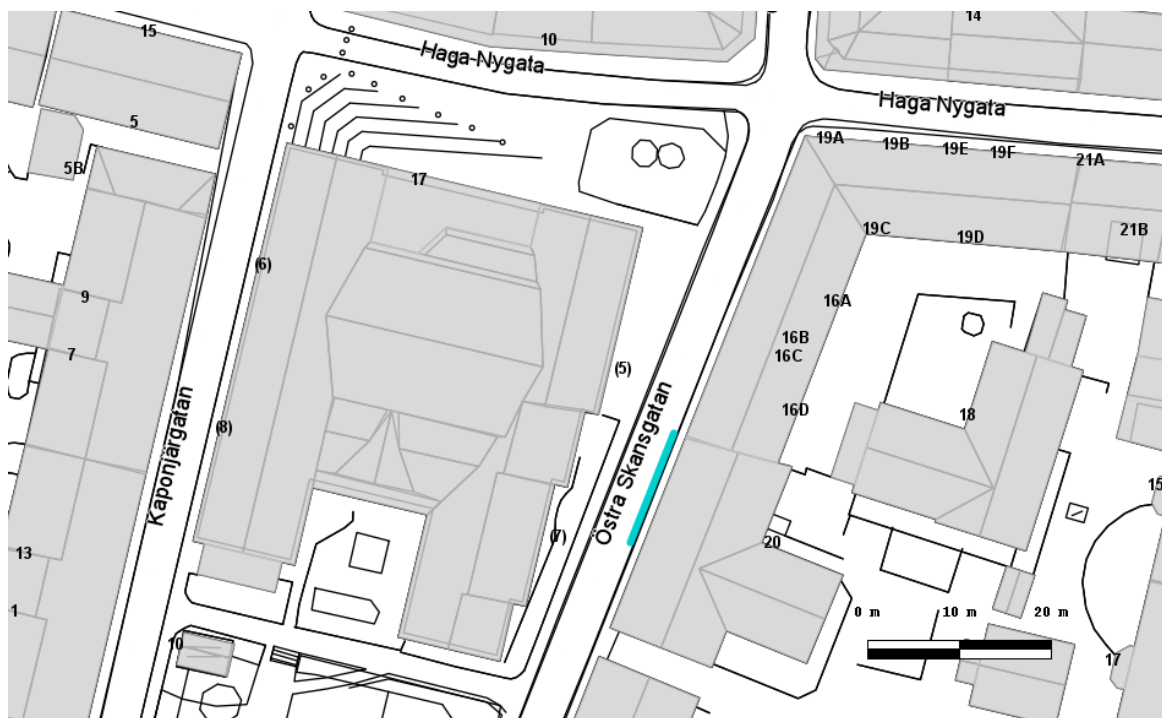 15
10
14
Haga Nygata
Haga Nygata
5
19A
19B
19E
19F
21A
5B
17
19C
19D
21B
(6)
9
16A
7
16B
16C
(5)
16D
18
(8)
Kaponjärgatan
Östra Skansgatan
15
(7)
20
13
1
0 m
10 m
20 m
10
17